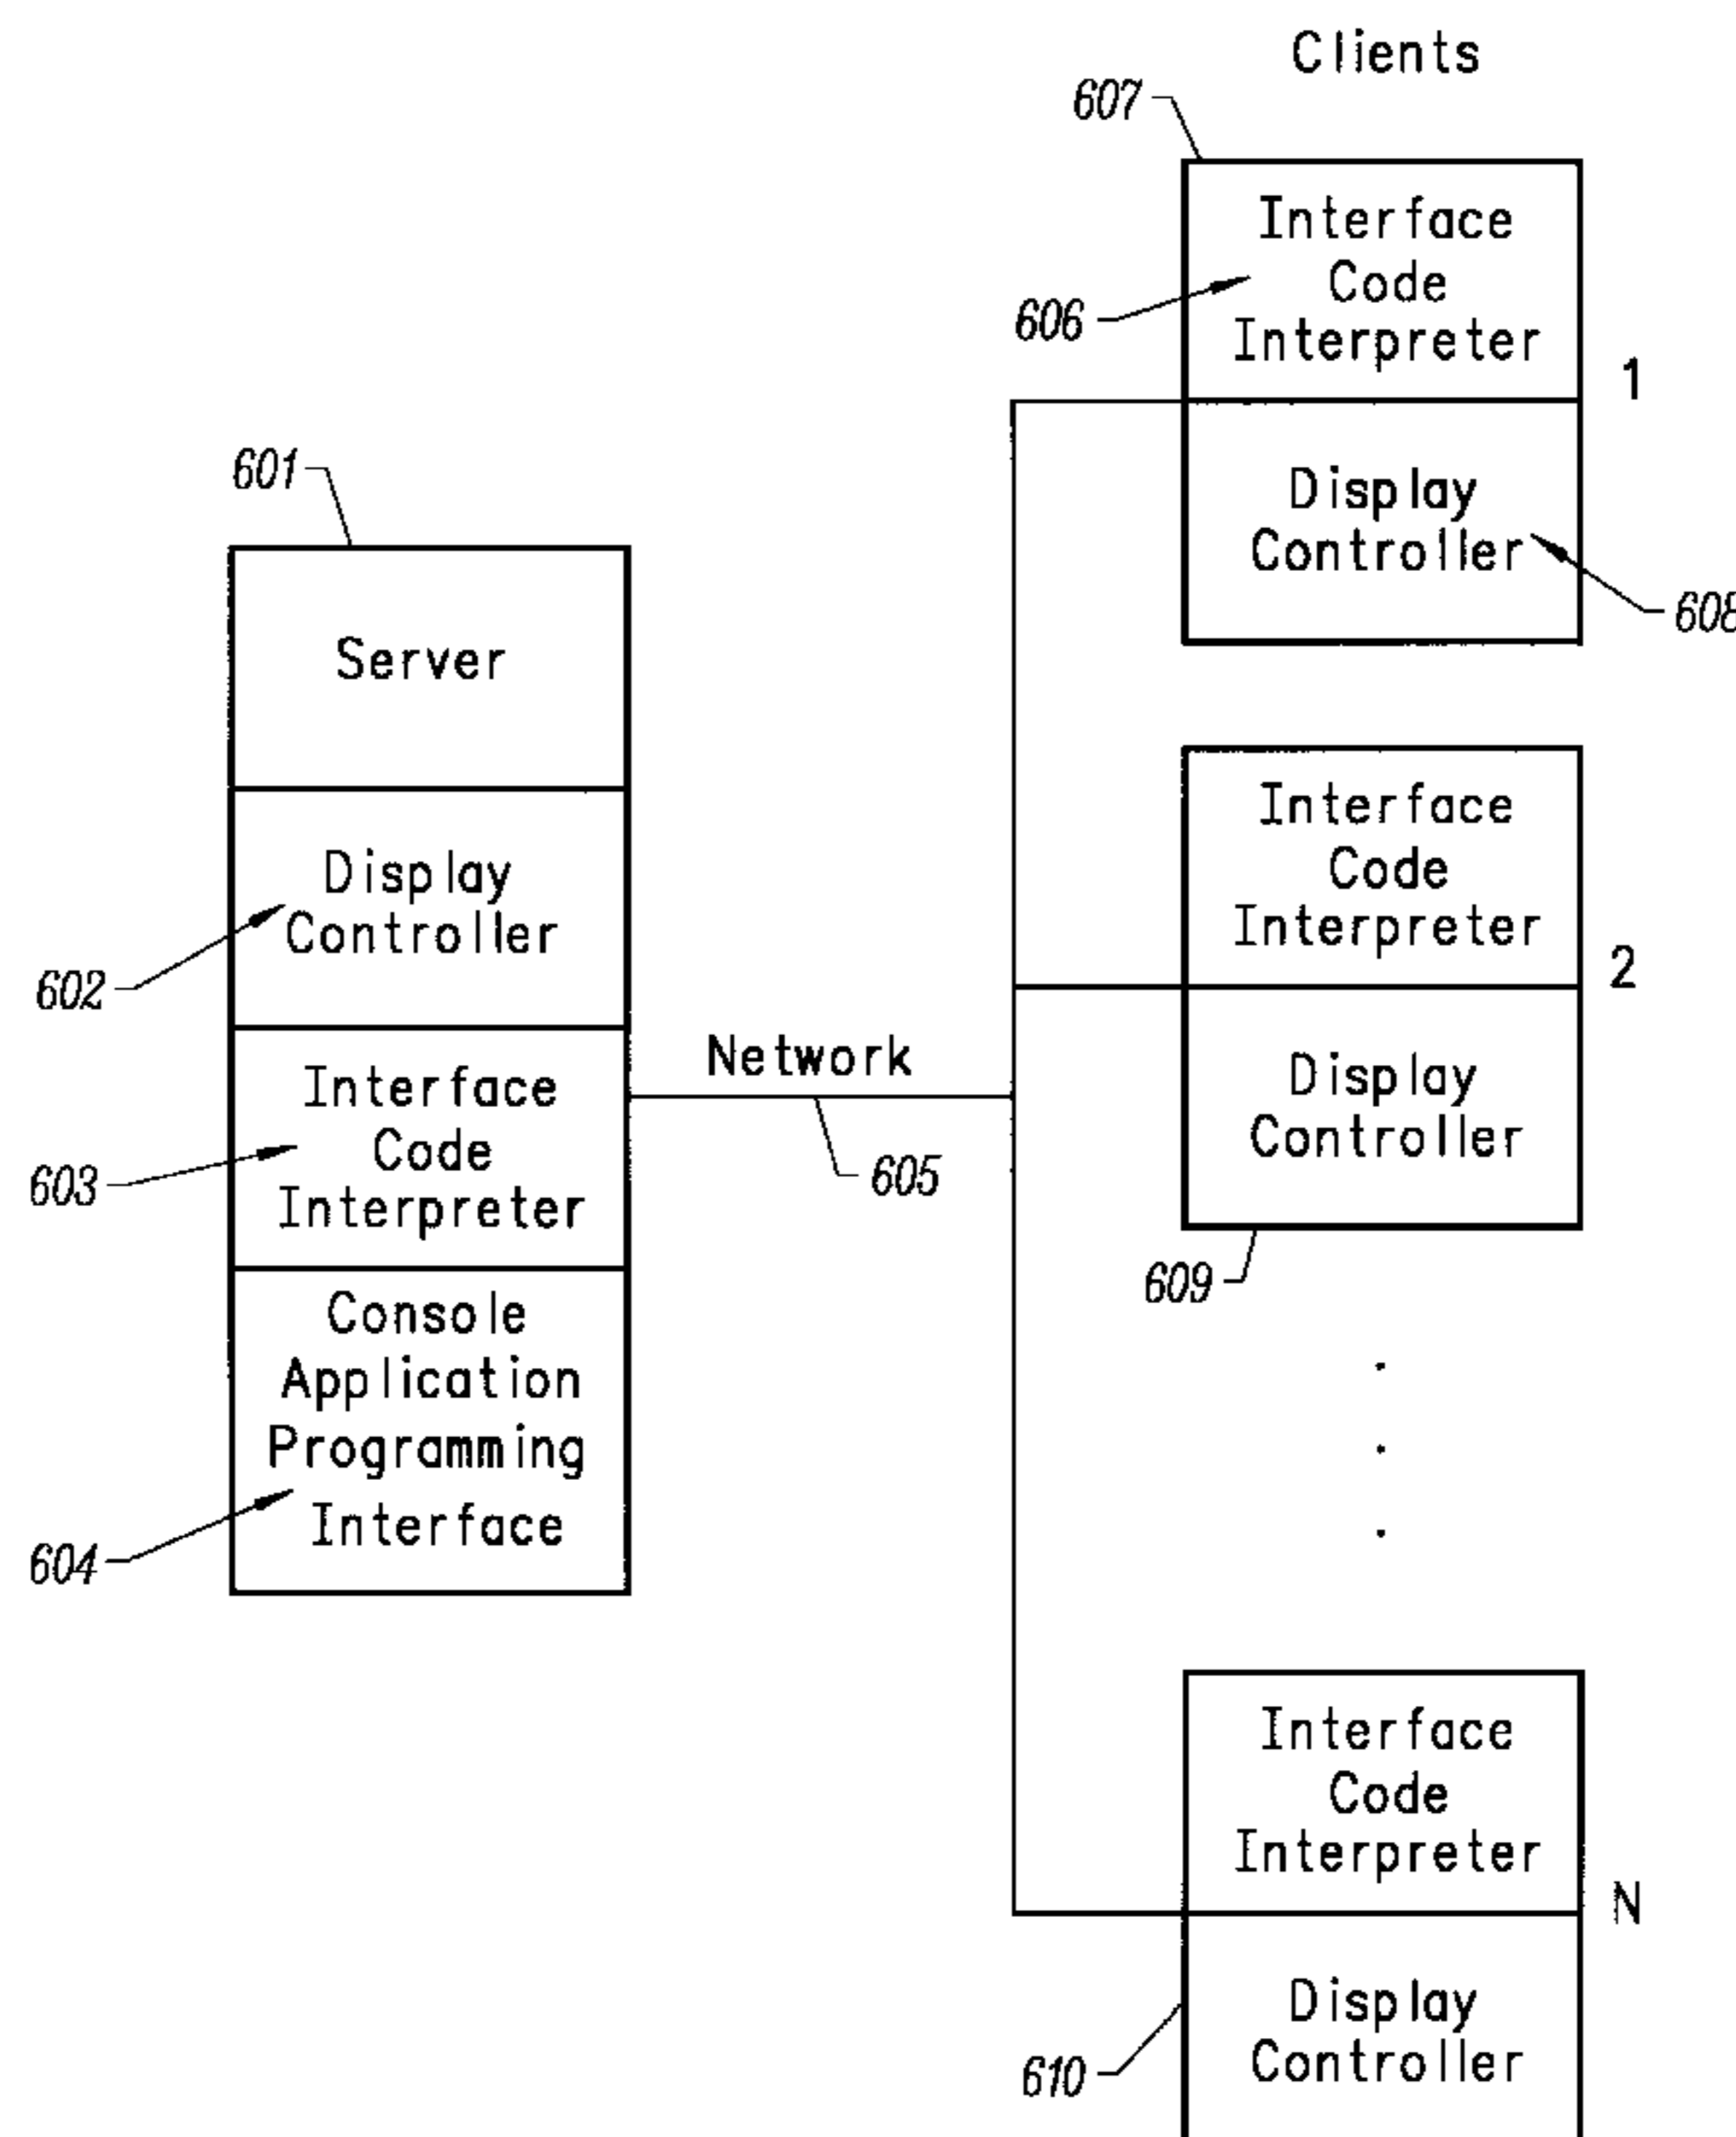 Clients
607
Interface
Code
Interpreter
606
1
Display
Controller
608
601
Server
Display
Controller
602
Interface
Code
Interpreter
603
Console
Application
Programming
Interface
604
Network
605
Interface
Code
Interpreter
2
Display
Controller
609
.
.
.
Interface
Code
Interpreter
N
Display
Controller
610